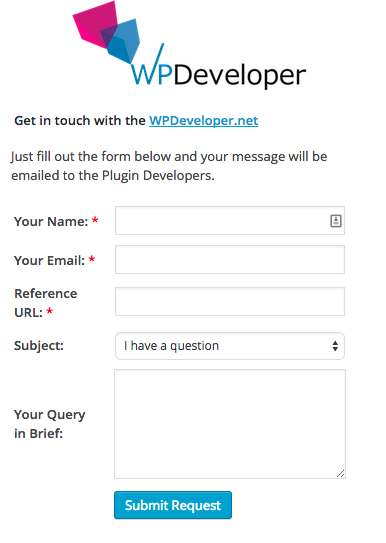 WPDeveloper
Get in touch with the WPDeveloper.net
Just fill out the form below and your message will be
emailed to the Plugin Developers.
Your Name: *
Your Email: *
Reference
URL: *
Subject:
I have a question
Your Query
in Brief:
Submit Request